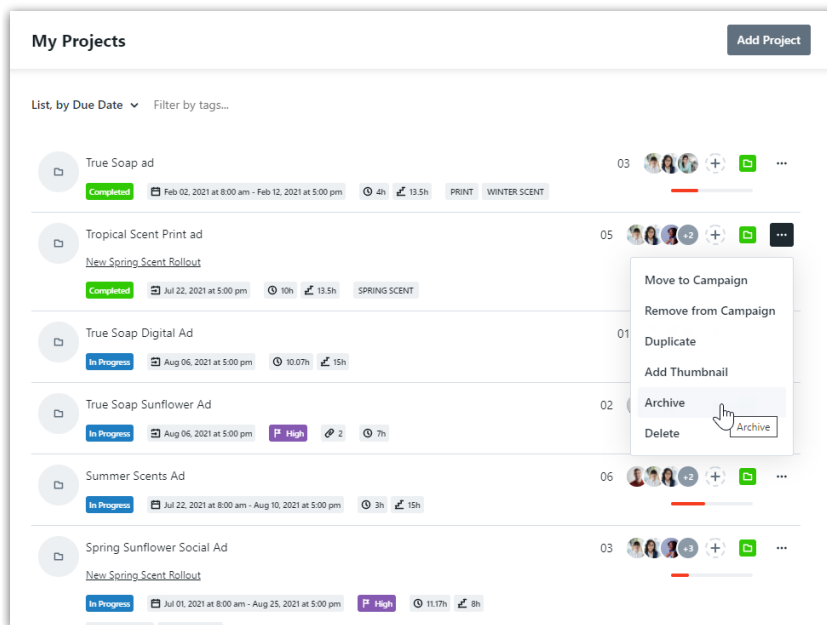 My Projects
Add Project
List, by Due Date
Filter by tags...
True Soap ad
03
Completed
Feb 02, 2021 at 8:00 am - Feb 12, 2021 at 5:00 pm
4h
13.5h
PRINT
WINTER SCENT
Tropical Scent Print ad
05
+2
New Spring Scent Rollout
Completed
Jul 22, 2021 at 5:00 pm
10h
13.5h
SPRING SCENT
Move to Campaign
Remove from Campaign
Duplicate
Add Thumbnail
Archive
Archive
Delete
True Soap Digital Ad
01
In Progress
Aug 06, 2021 at 5:00 pm
10.07h
15h
True Soap Sunflower Ad
02
In Progress
Aug 06, 2021 at 5:00 pm
High
2
7h
Summer Scents Ad
06
+2
In Progress
Jul 22, 2021 at 8:00 am - Aug 10, 2021 at 5:00 pm
3h
15h
Spring Sunflower Social Ad
03
+3
New Spring Scent Rollout
In Progress
Jul 01, 2021 at 8:00 am - Aug 25, 2021 at 5:00 pm
High
11.17h
8h